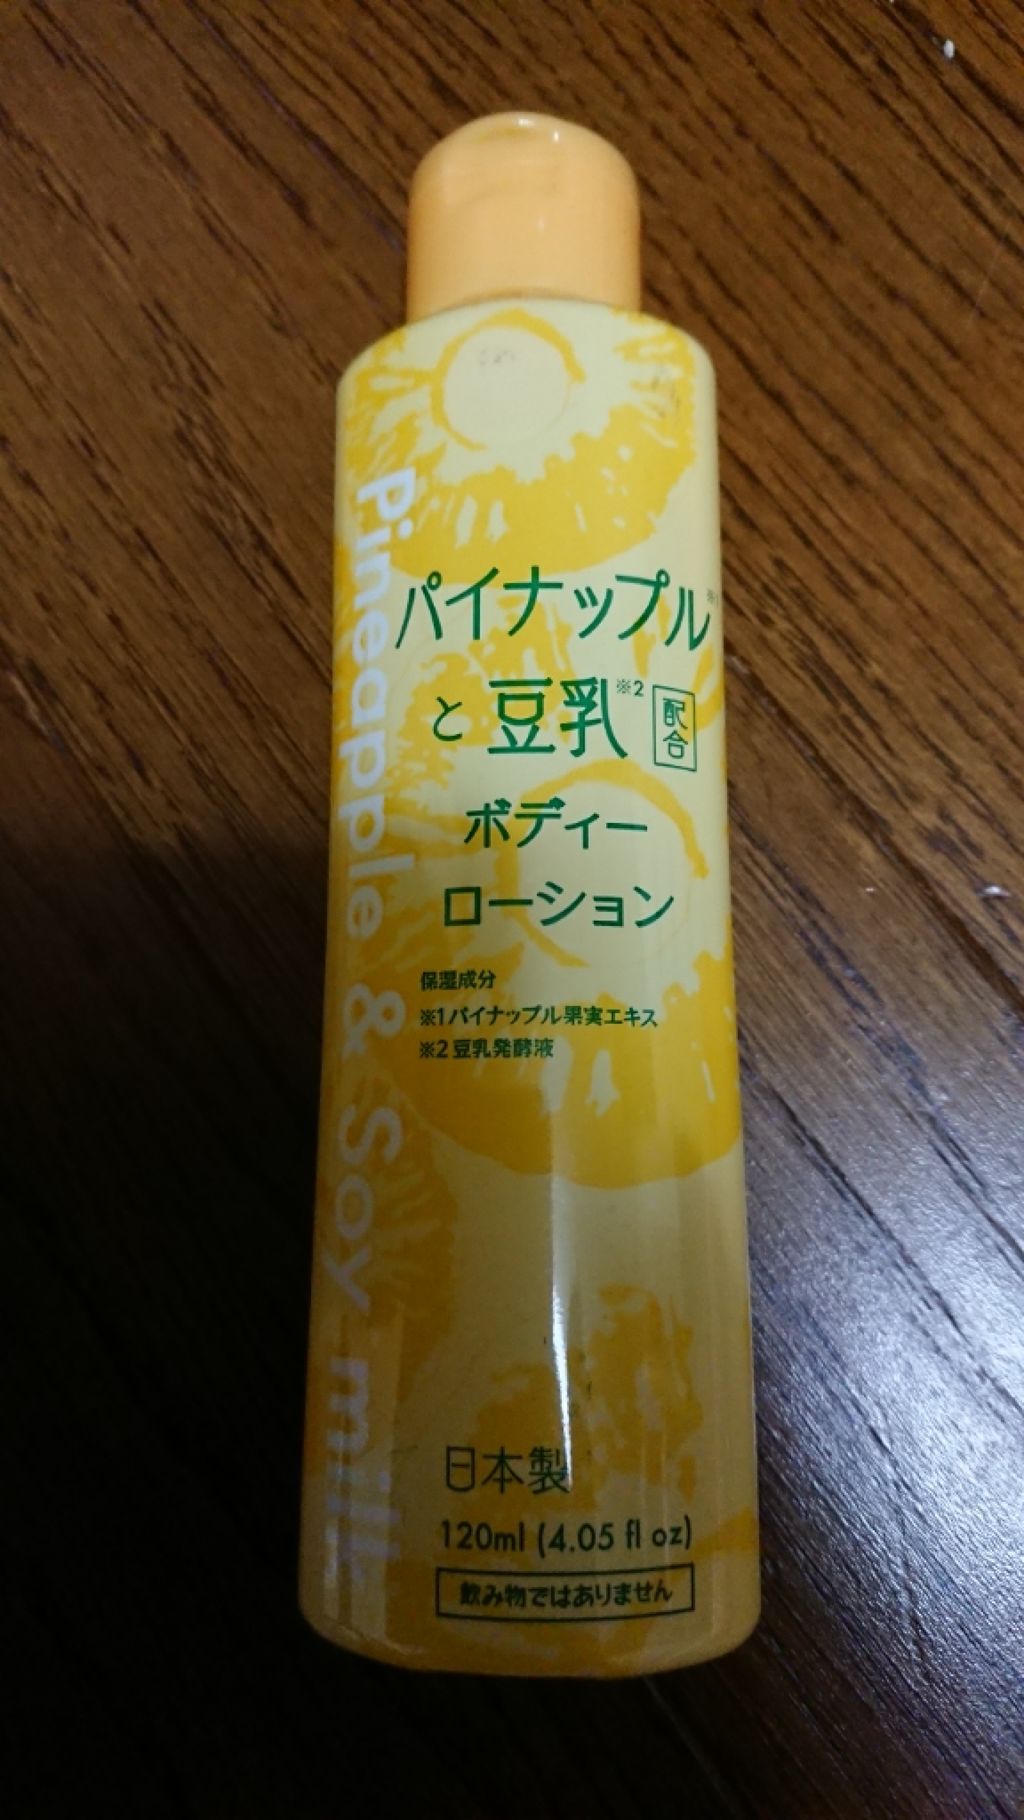 Pineapple & Soy milk
パイナップル※1
と豆乳※2 配合
ボディー
ローション
保湿成分
※1パイナップル果実エキス
※2豆乳発酵液
日本製
120ml (4.05 fl oz)
飲み物ではありません